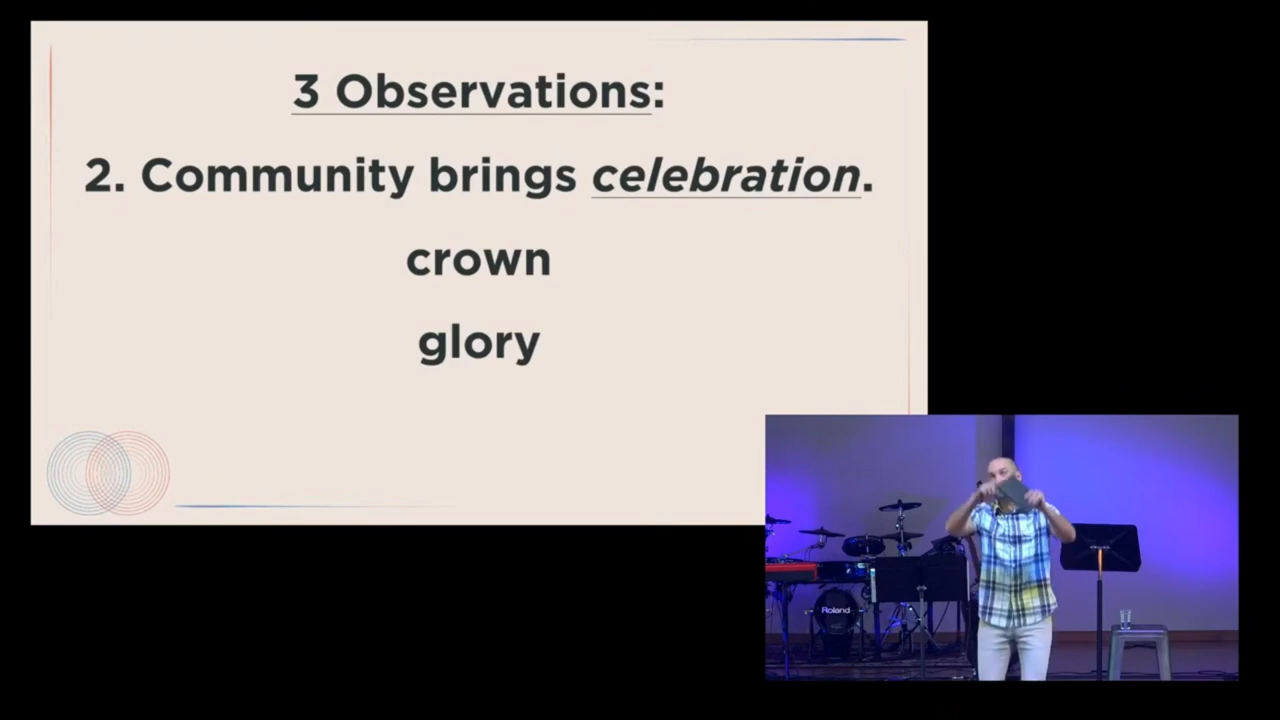 3 Observations:
2. Community brings celebration.
crown
glory
Roland